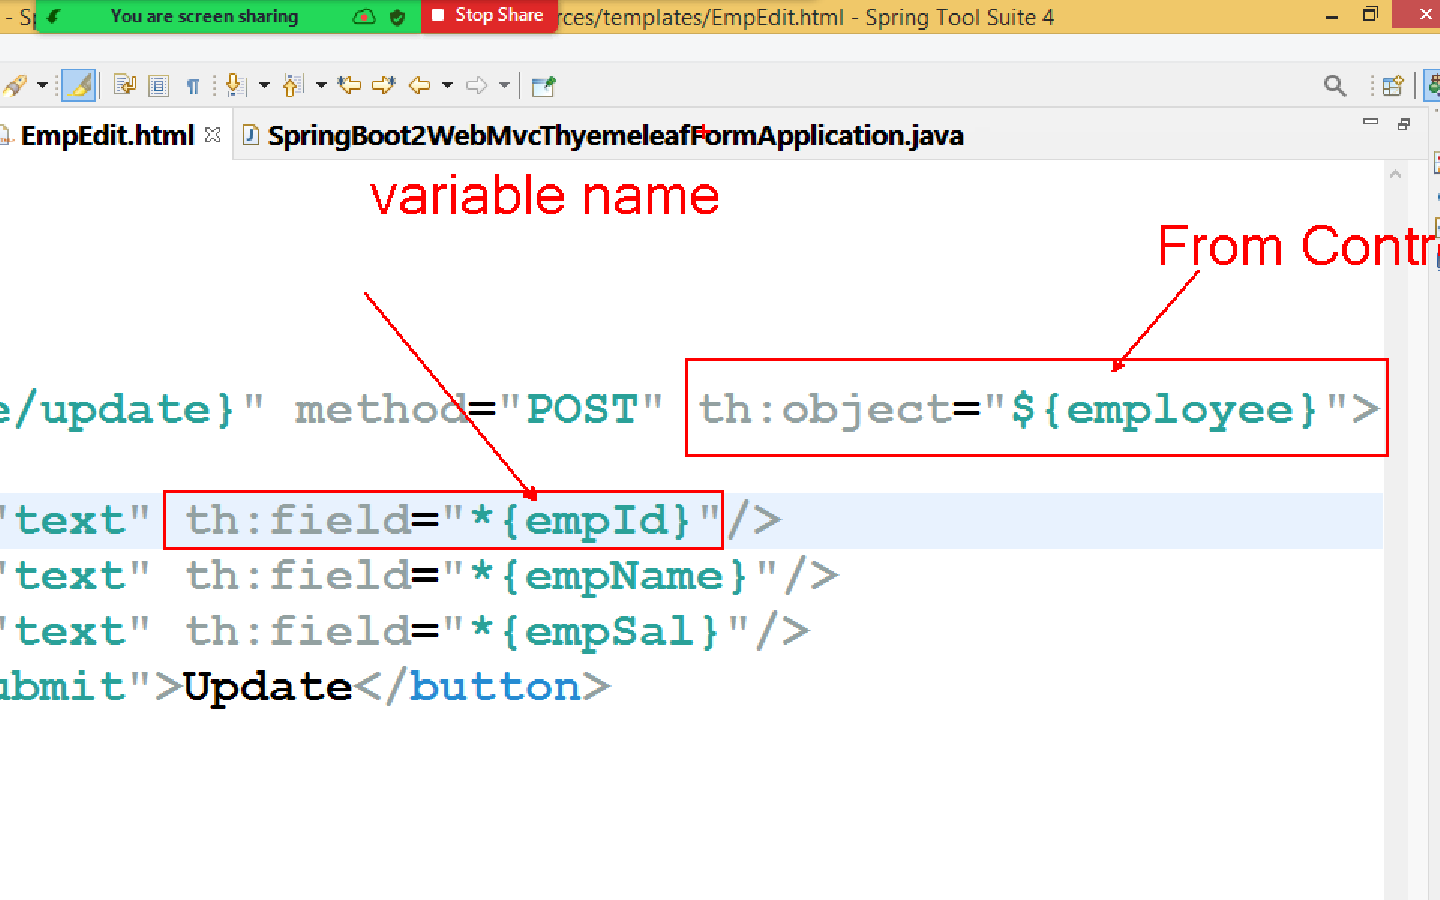 - Sp
You are screen sharing
Stop Share
rces/templates/EmpEdit.html - Spring Tool Suite 4
EmpEdit.html
SpringBoot2WebMvcThyemeleafFormApplication.java
variable name
From Contr
e/update}" method="POST" th:object="${employee}">
"text" th:field="*{empId}"/>
"text" th:field="*{empName}"/>
"text" th:field="*{empSal}"/>
ubmit">Update</button>